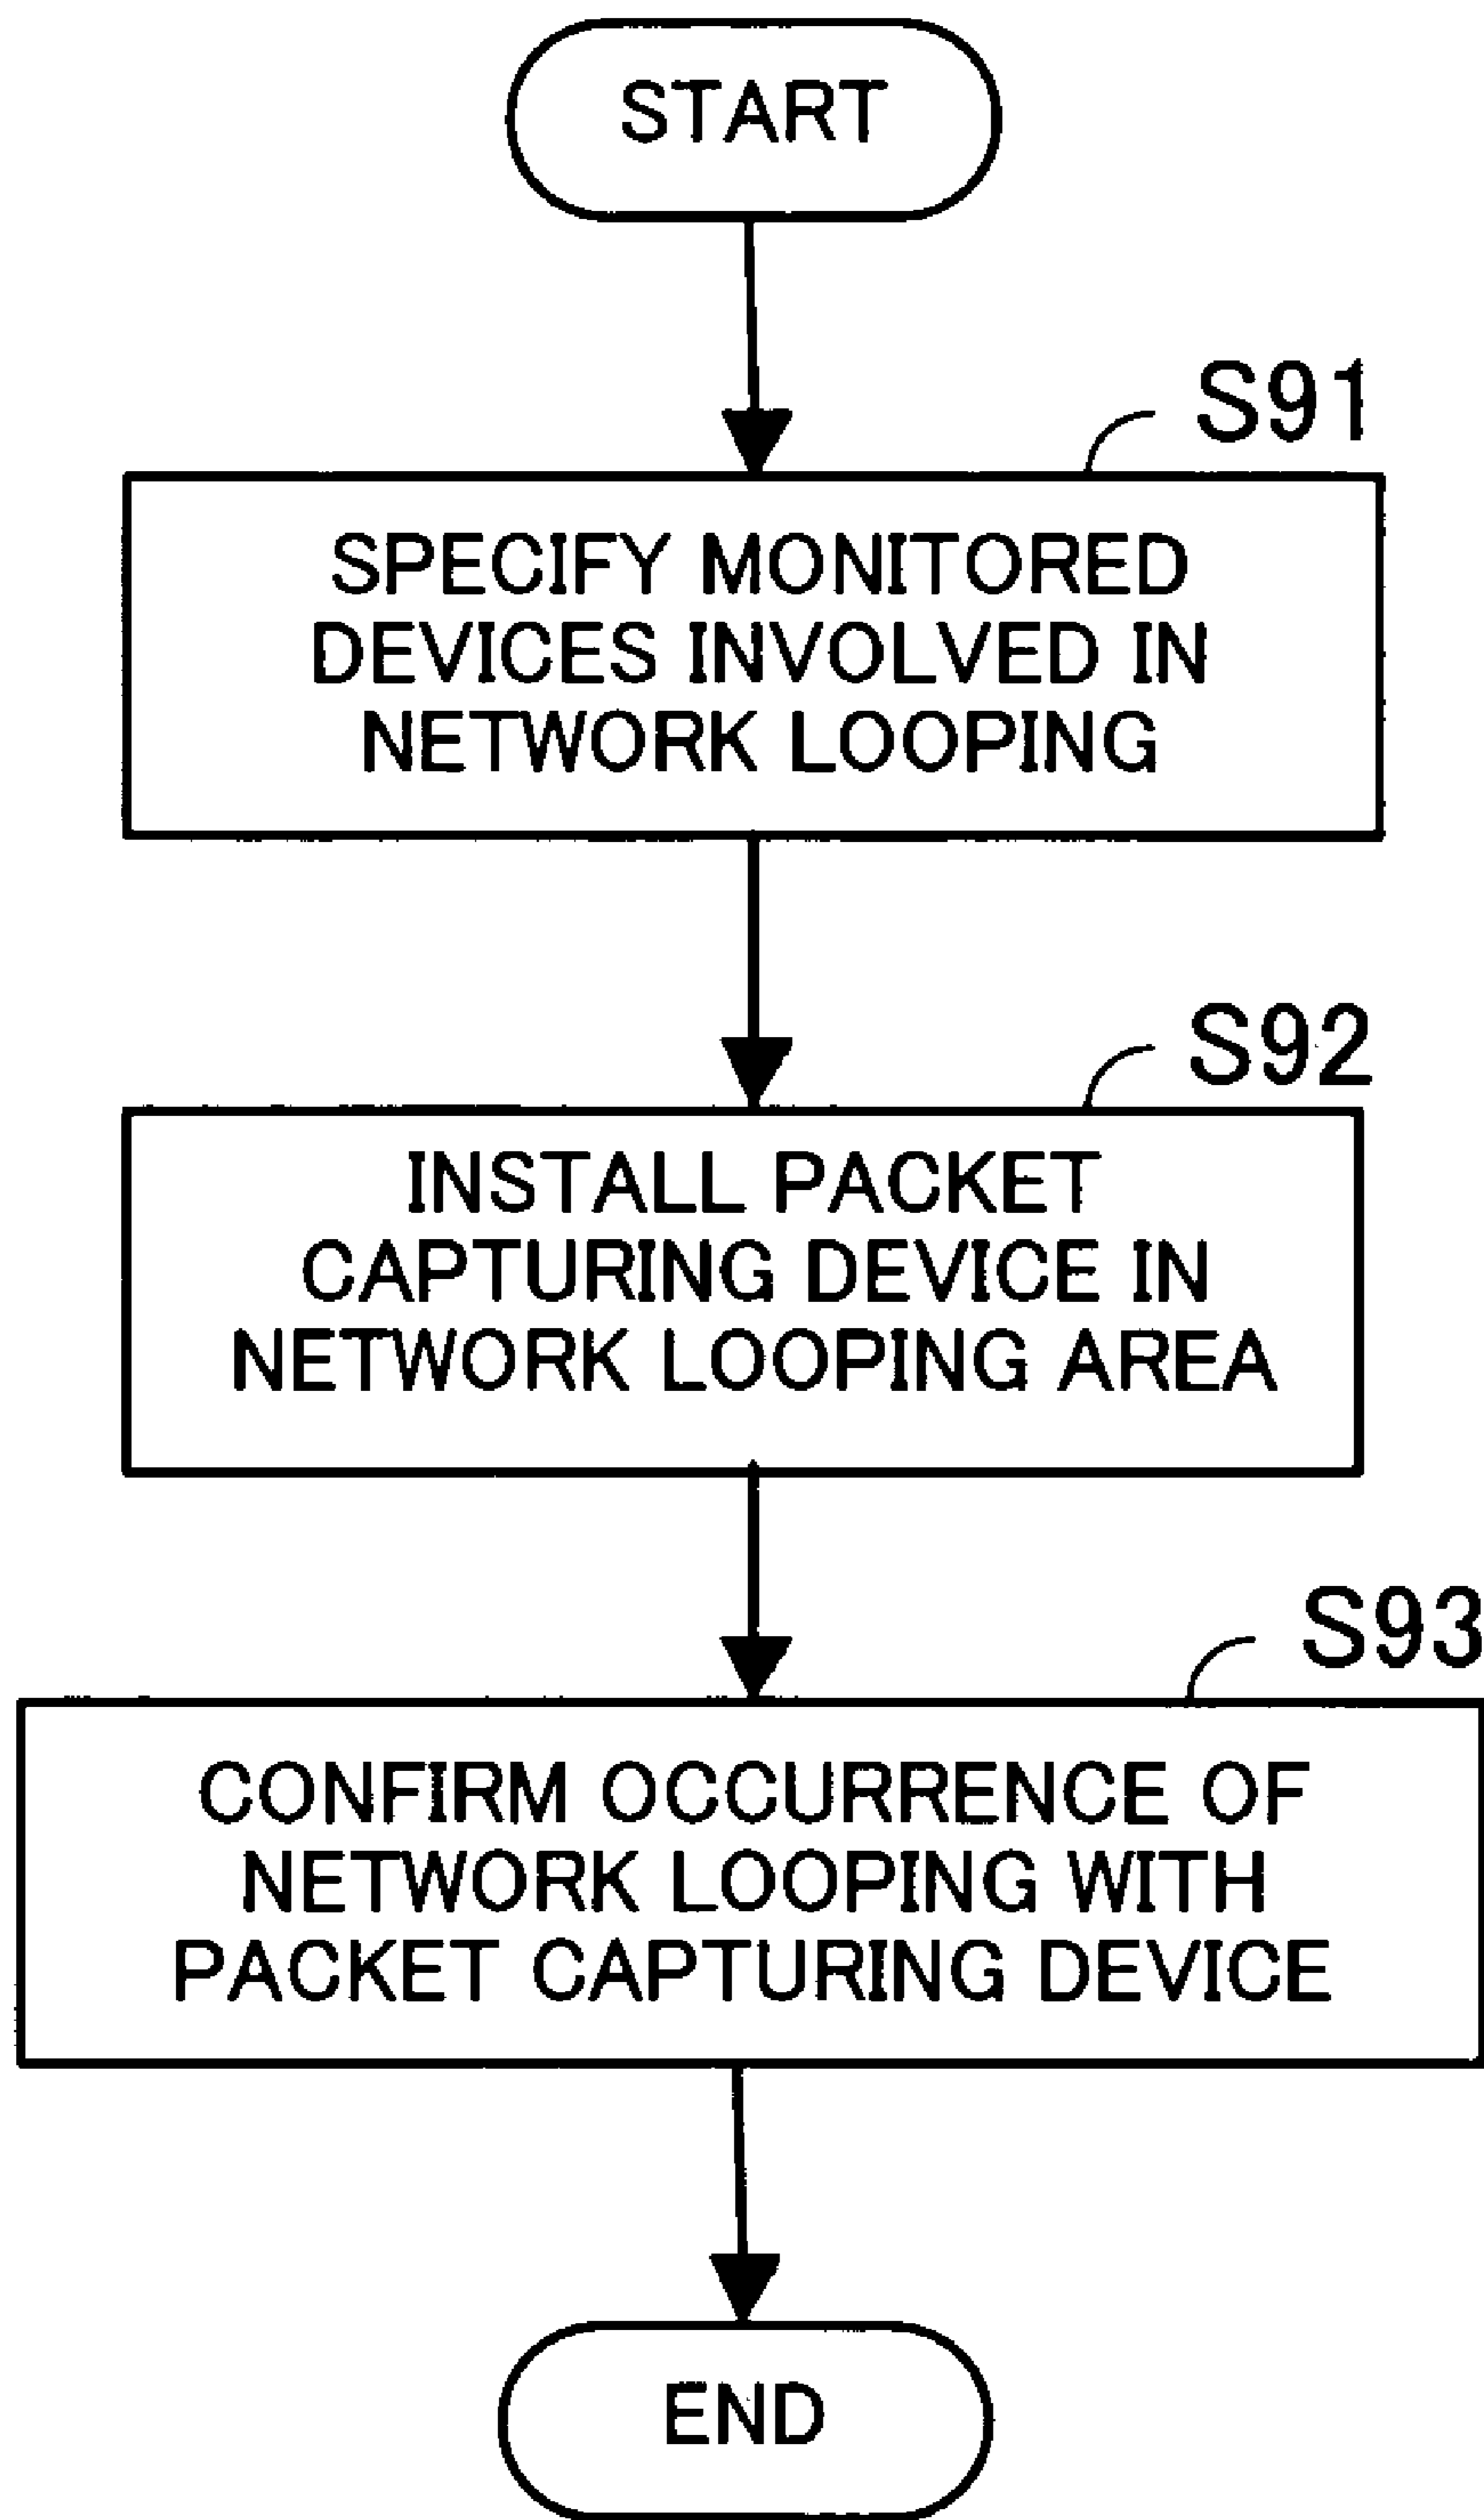 START
S91
SPECIFY MONITORED
DEVICES INVOLVED IN
NETWORK LOOPING
S92
INSTALL PACKET
CAPTURING DEVICE IN
NETWORK LOOPING AREA
S93
CONFIRM OCCURRENCE OF
NETWORK LOOPING WITH
PACKET CAPTURING DEVICE
END